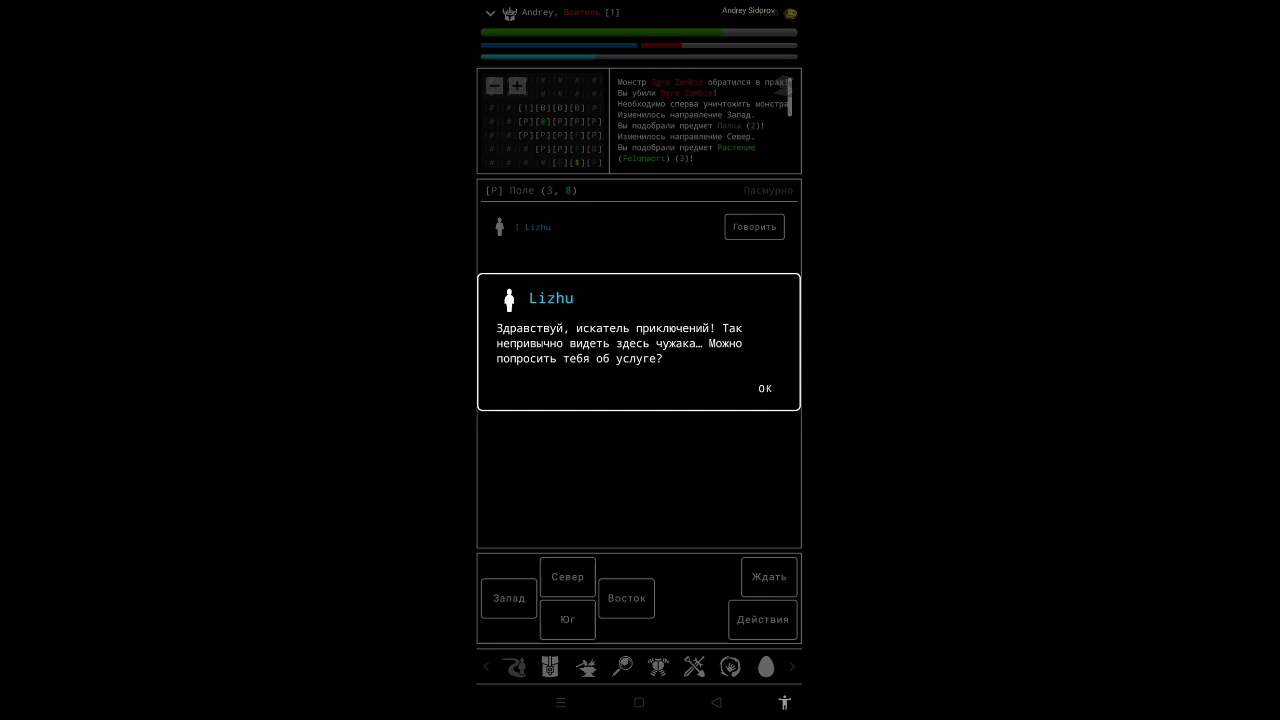 Andrey, Воитель [1]
Andrey Sidorov
Монстр Ogre Zombie обратился в прах!
Вы убили Ogre Zombie!
Необходимо сперва уничтожить монстра
Изменилось направление Запад.
Вы подобрали предмет Палка (2)!
Изменилось направление Север.
Вы подобрали предмет Растение
(Felonwort) (3)!
# # [!][B][B][B] #
# # [P][@][P][P][P]
# # [P][P][P][F][P]
[P] Поле (3, 8)
Пасмурно
! Lizhu
Говорить
Lizhu
Здравствуй, искатель приключений! Так
непривычно видеть здесь чужака… Можно
попросить тебя об услуге?
OK
Север
Ждать
Запад
Восток
Юг
Действия